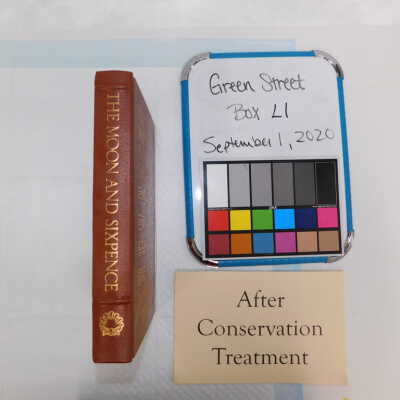 THE MOON AND SIXPENCE
Green Street
Box L1
September 1, 2020
After
Conservation
Treatment